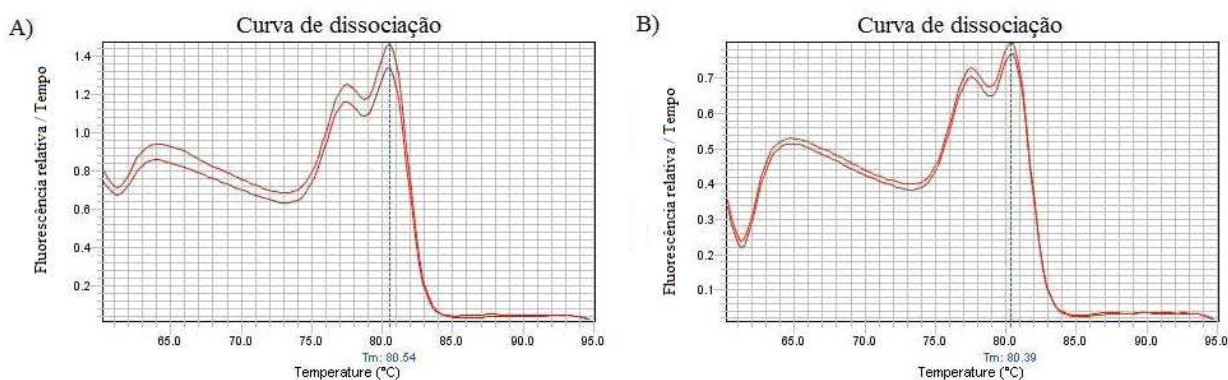 A)
Curva de dissociação
Fluorescência relativa / Tempo
1.4
1.2
1.0
0.8
0.6
0.4
0.2
65.0 70.0 75.0 80.0 85.0 90.0 95.0
Tm: 80.54
Temperature (°C)
B)
Curva de dissociação
Fluorescência relativa / Tempo
0.7
0.6
0.5
0.4
0.3
0.2
0.1
65.0 70.0 75.0 80.0 85.0 90.0 95.0
Tm: 80.39
Temperature (°C)